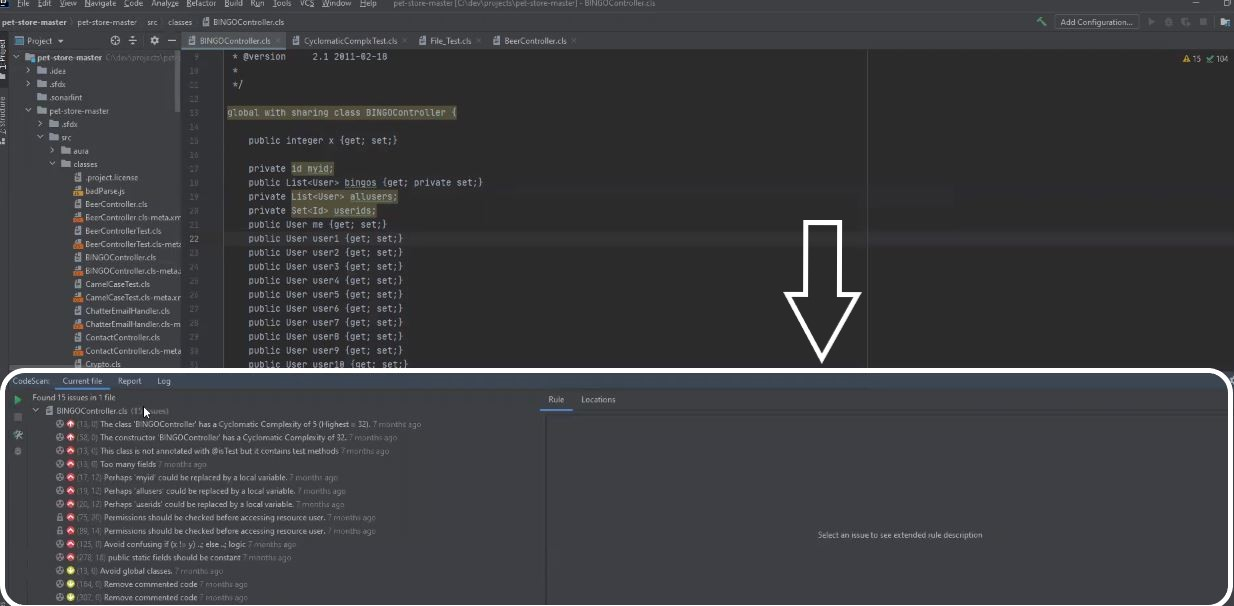 File Edit View Navigate Code Analyze Refactor Build Run Tools VCS Window Help pet-store-master [C:\dev\projects\pet-store-master] - BINGOController.cls
pet-store-master pet-store-master src classes BINGOController.cls Add Configuration...
Project BINGOController.cls CyclomaticComplxTest.cls File_Test.cls BeerController.cls
1: Project
Z: Structure
pet-store-master C:\dev\projects\pet
.idea
.sfdx
.sonarlint
pet-store-master
.sfdx
src
aura
classes
.project.license
badParse.js
BeerController.cls
BeerController.cls-meta.xm
BeerControllerTest.cls
BeerControllerTest.cls-meta
BINGOController.cls
BINGOController.cls-meta.
CamelCaseTest.cls
CamelCaseTest.cls-meta.xm
ChatterEmailHandler.cls
ChatterEmailHandler.cls-m
ContactController.cls
ContactController.cls-meta
Crypto.cls
15 104
9 * @version 2.1 2011-02-18
10 *
11 */
12
13 global with sharing class BINGOController {
14
15 public integer x {get; set;}
16
17 private id myid;
18 public List<User> bingos {get; private set;}
19 private List<User> allusers;
20 private Set<Id> userids;
21 public User me {get; set;}
22 public User user1 {get; set;}
23 public User user2 {get; set;}
24 public User user3 {get; set;}
25 public User user4 {get; set;}
26 public User user5 {get; set;}
27 public User user6 {get; set;}
28 public User user7 {get; set;}
29 public User user8 {get; set;}
29 public User user9 {get; set;}
31 public User user10 {get; set;}
CodeScan: Current file Report Log
Found 15 issues in 1 file
BINGOController.cls (15 issues)
(13, 0) The class 'BINGOController' has a Cyclomatic Complexity of 5 (Highest = 32). 7 months ago
(58, 0) The constructor 'BINGOController' has a Cyclomatic Complexity of 32. 7 months ago
(13, 0) This class is not annotated with @isTest but it contains test methods 7 months ago
(13, 0) Too many fields 7 months ago
(17, 12) Perhaps 'myid' could be replaced by a local variable. 7 months ago
(19, 12) Perhaps 'allusers' could be replaced by a local variable. 7 months ago
(20, 12) Perhaps 'userids' could be replaced by a local variable. 7 months ago
(75, 20) Permissions should be checked before accessing resource user. 7 months ago
(89, 14) Permissions should be checked before accessing resource user. 7 months ago
(125, 0) Avoid confusing if (x != y) ..; else ..; logic 7 months ago
(278, 18) public static fields should be constant 7 months ago
(13, 0) Avoid global classes. 7 months ago
(164, 0) Remove commented code 7 months ago
(307, 0) Remove commented code 7 months ago
Rule Locations
Select an issue to see extended rule description